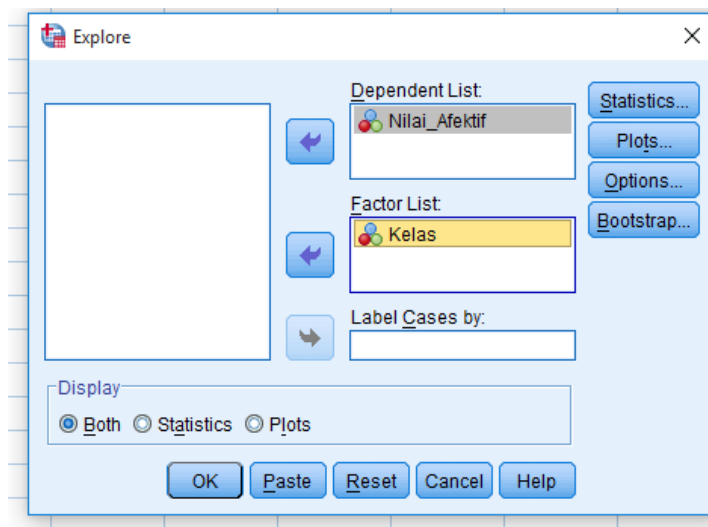 Explore
Dependent List:
Nilai_Afektif
Factor List:
Kelas
Label Cases by:
Statistics...
Plots...
Options...
Bootstrap...
Display
Both Statistics Plots
OK Paste Reset Cancel Help